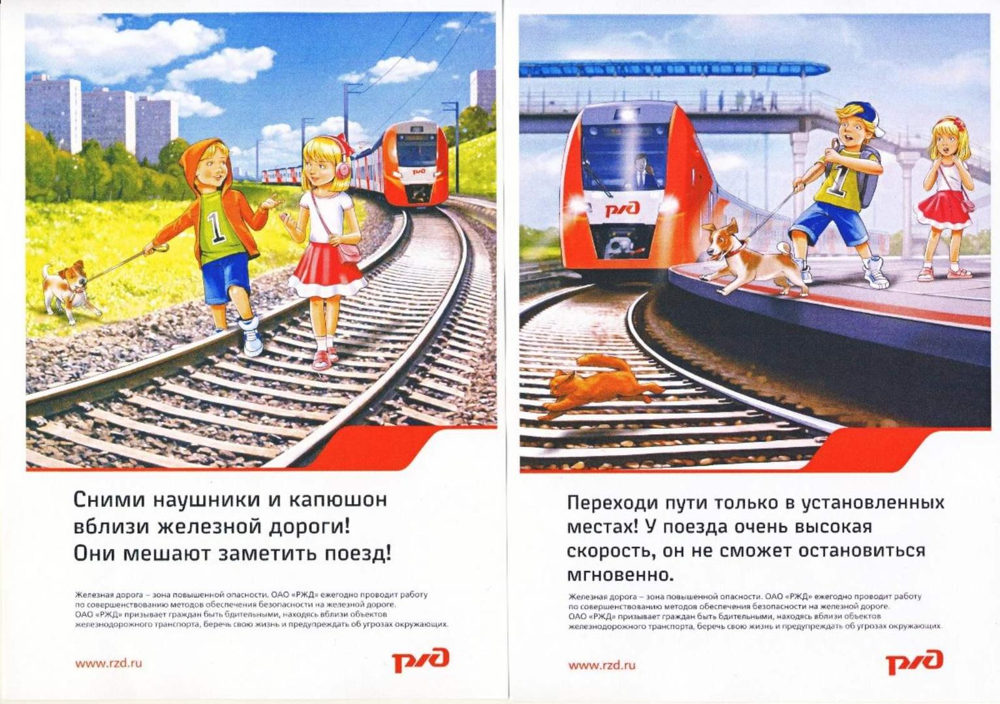 РЖД
1
Сними наушники и капюшон
вблизи железной дороги!
Они мешают заметить поезд!
Железная дорога – зона повышенной опасности. ОАО «РЖД» ежегодно проводит работу
по совершенствованию методов обеспечения безопасности на железной дороге.
ОАО «РЖД» призывает граждан быть бдительными, находясь вблизи объектов
железнодорожного транспорта, беречь свою жизнь и предупреждать об угрозах окружающих.
www.rzd.ru
РЖД
РЖД
1
Переходи пути только в установленных
местах! У поезда очень высокая
скорость, он не сможет остановиться
мгновенно.
Железная дорога – зона повышенной опасности. ОАО «РЖД» ежегодно проводит работу
по совершенствованию методов обеспечения безопасности на железной дороге.
ОАО «РЖД» призывает граждан быть бдительными, находясь вблизи объектов
железнодорожного транспорта, беречь свою жизнь и предупреждать об угрозах окружающих.
www.rzd.ru
РЖД